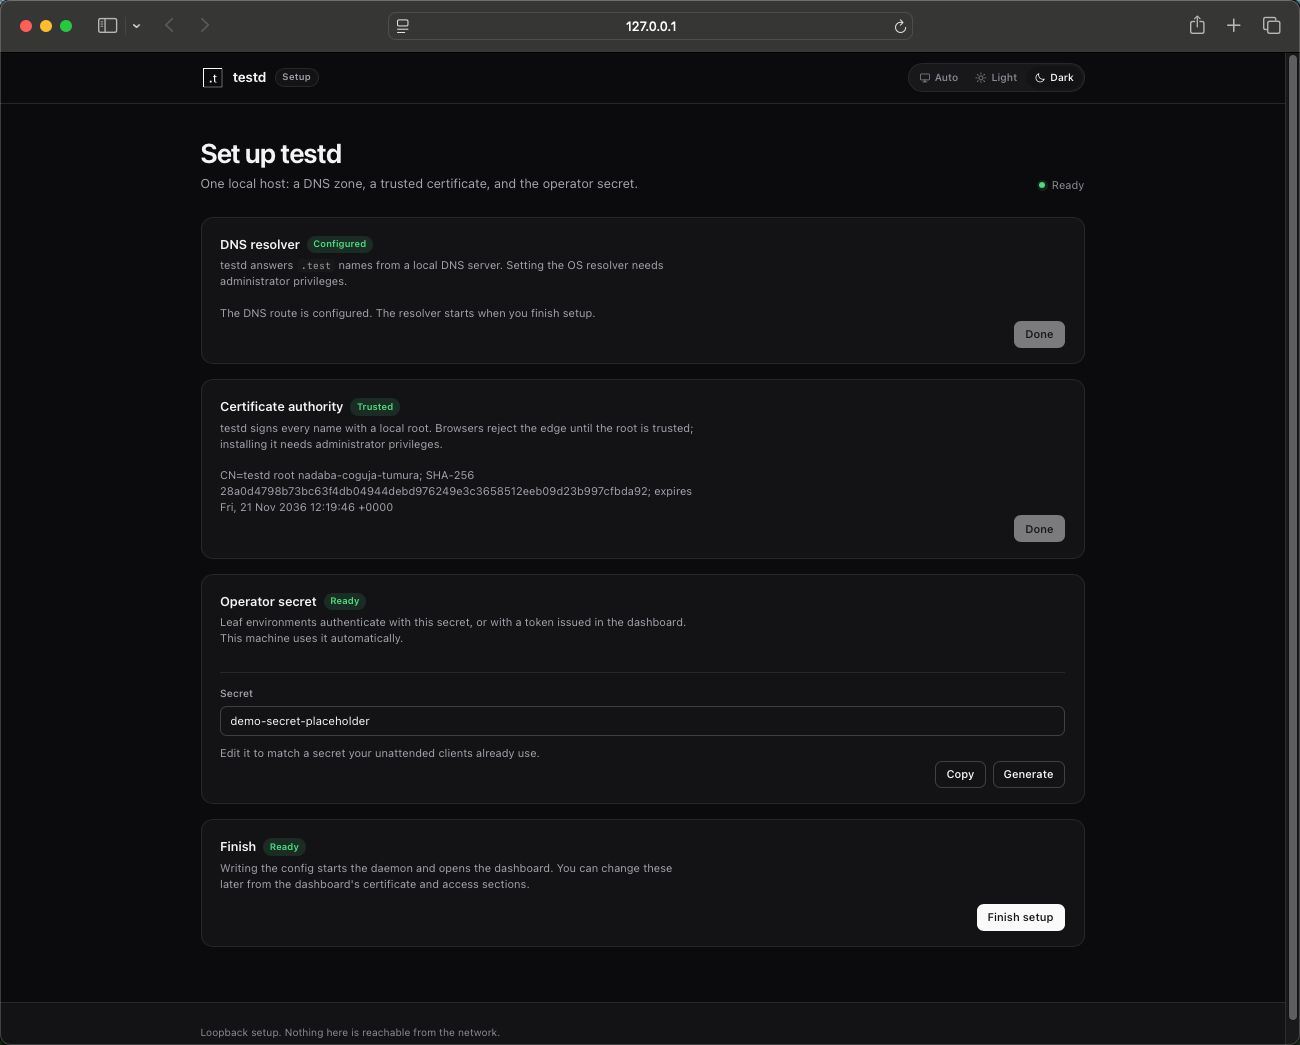 127.0.0.1
.t testd Setup
Auto Light Dark
Set up testd
One local host: a DNS zone, a trusted certificate, and the operator secret.
Ready
DNS resolver Configured
testd answers .test names from a local DNS server. Setting the OS resolver needs
administrator privileges.
The DNS route is configured. The resolver starts when you finish setup.
Done
Certificate authority Trusted
testd signs every name with a local root. Browsers reject the edge until the root is trusted;
installing it needs administrator privileges.
CN=testd root nadaba-coguja-tumura; SHA-256
28a0d4798b73bc63f4db04944debd976249e3c3658512eeb09d23b997cfbda92; expires
Fri, 21 Nov 2036 12:19:46 +0000
Done
Operator secret Ready
Leaf environments authenticate with this secret, or with a token issued in the dashboard.
This machine uses it automatically.
Secret
demo-secret-placeholder
Edit it to match a secret your unattended clients already use.
Copy Generate
Finish Ready
Writing the config starts the daemon and opens the dashboard. You can change these
later from the dashboard's certificate and access sections.
Finish setup
Loopback setup. Nothing here is reachable from the network.